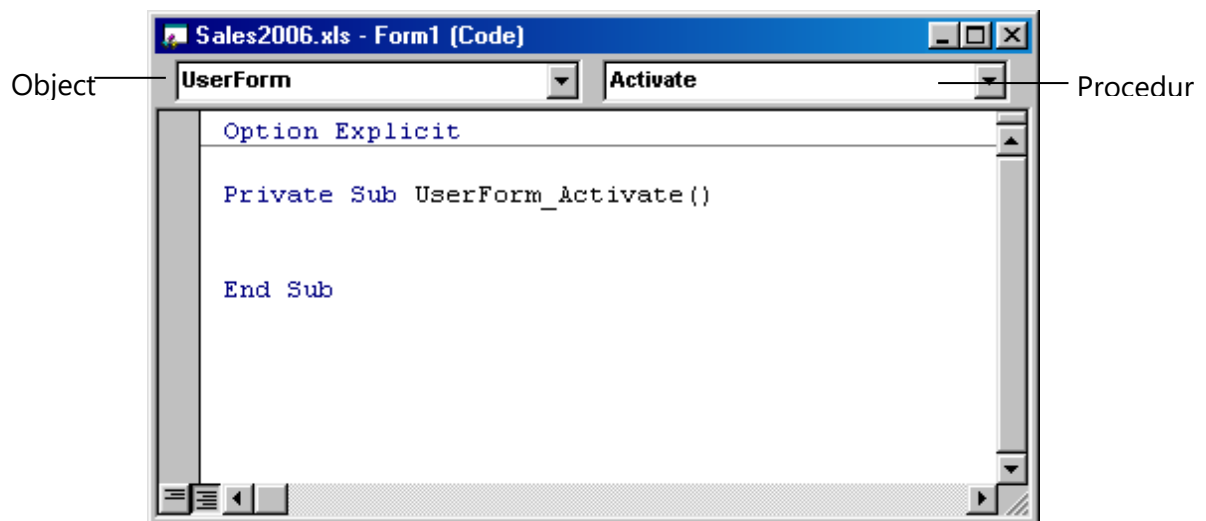 Sales2006.xls - Form1 (Code)
Object UserForm Activate Procedur
Option Explicit
Private Sub UserForm_Activate()
End Sub